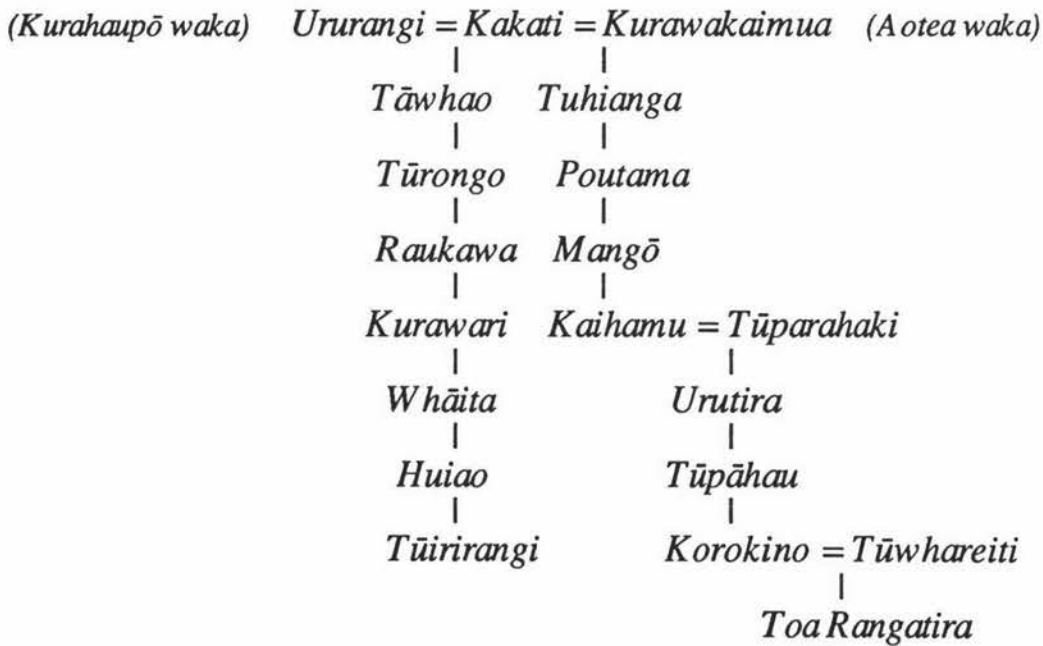 (Kurahaupō waka) Ururangi = Kakati = Kurawakaimua (Aotea waka)
Tāwhao Tuhianga
Tūrongo Poutama
Raukawa Mangō
Kurawari Kaihamu = Tūparahaki
Whāita Urutira
Huiao Tūpāhau
Tūirirangi Korokino = Tūwhareiti
Toa Rangatira